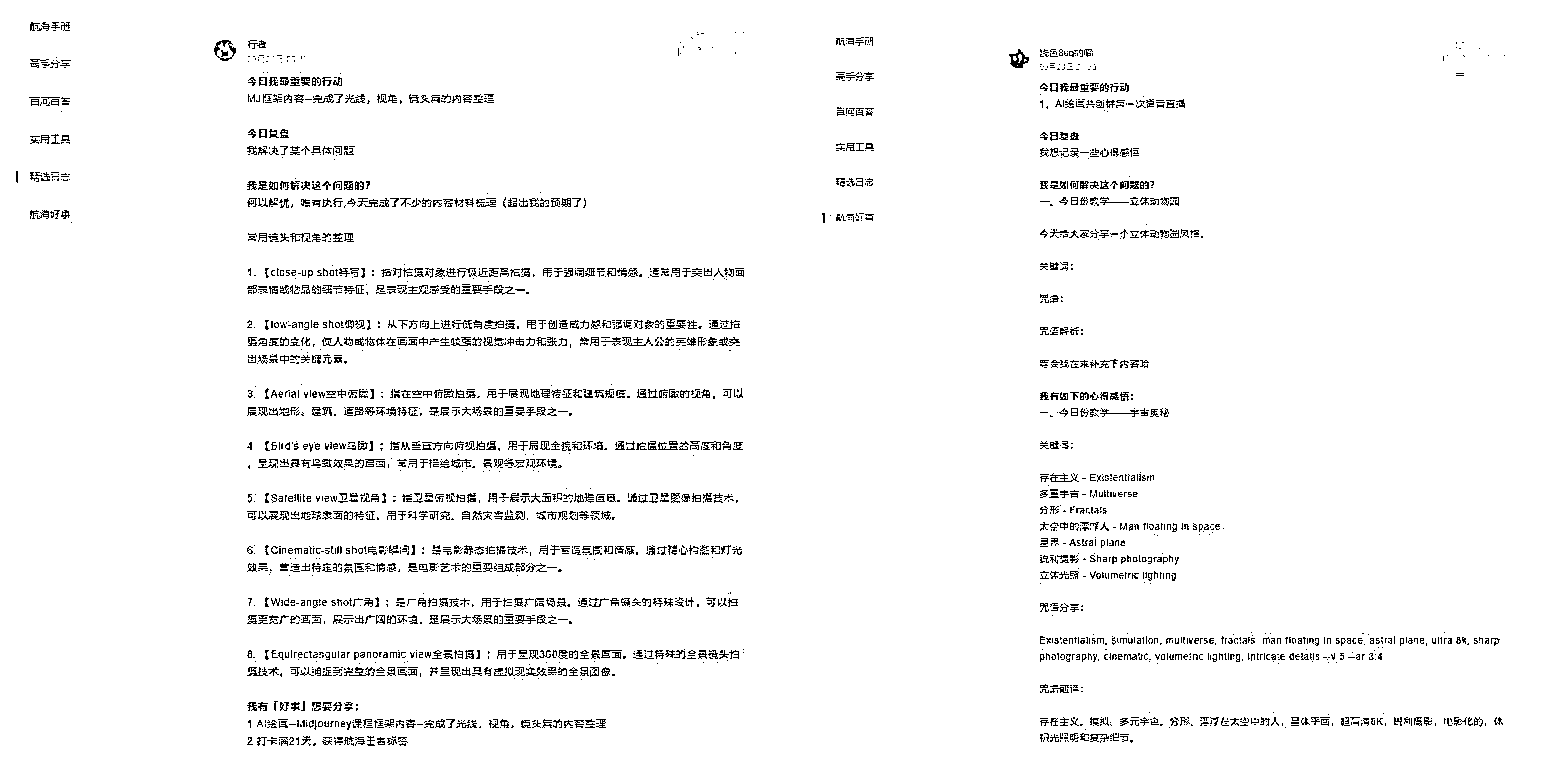 航海手册
高手分享
百问百答
实用工具
精选日志
航海好事
行者
今日我最重要的行动
MJ框架内容—完成了光线，视角，镜头篇的内容整理
今日复盘
我解决了某个具体问题
我是如何解决这个问题的？
何以解忧，唯有执行,今天完成了不少的内容材料梳理（超出我的预期了）
常用镜头和视角的整理
1. 【close-up shot特写】：指对拍摄对象进行极近距离拍摄，用于强调细节和情感。通常用于突出人物面
部表情或物品的细节特征，是表现主观感受的重要手段之一。
2. 【low-angle shot仰视】：从下方向上进行低角度拍摄，用于创造威力感和强调对象的重要性。通过拍
摄角度的变化，使人物或物体在画面中产生较强的视觉冲击力和张力，常用于表现主人公的英雄形象或突
出场景中的关键元素。
3. 【Aerial view空中俯瞰】：指在空中俯瞰拍摄，用于展现地理特征和建筑规模。通过俯瞰的视角，可以
展现出地形、建筑、道路等环境特征，是展示大场景的重要手段之一。
4. 【Bird's eye view鸟瞰】：指从垂直方向俯视拍摄，用于展现全貌和环境。通过拍摄位置的高度和角度
，呈现出具有鸟瞰效果的画面，常用于描绘城市、景观等宏观环境。
5. 【Satellite view卫星视角】：指卫星俯视拍摄，用于展示大面积的地理信息。通过卫星图像拍摄技术，
可以展现出地球表面的特征，用于科学研究、自然灾害监测、城市规划等领域。
6. 【Cinematic-still shot电影瞬间】：是电影静态拍摄技术，用于营造氛围和情感。通过精心构图和灯光
效果，营造出特定的氛围和情感，是电影艺术的重要组成部分之一。
7. 【Wide-angle shot广角】：是广角拍摄技术，用于拍摄广阔场景。通过广角镜头的特殊设计，可以拍
摄更宽广的画面，展示出广阔的环境，是展示大场景的重要手段之一。
8. 【Equirectangular panoramic view全景拍摄】：用于呈现360度的全景画面。通过特殊的全景镜头拍
摄技术，可以捕捉到完整的全景画面，并呈现出具有虚拟现实效果的全景图像。
我有「好事」想要分享：
1 AI绘画—Midjourney课程框架内容—完成了光线，视角，镜头篇的内容整理
2 打卡满21天，获得航海王者标签
航海手册
高手分享
百问百答
实用工具
精选日志
航海好事
今日我最重要的行动
1、AI绘画共创群第一次语音直播
今日复盘
我想记录一些心得感悟
我是如何解决这个问题的？
一、今日份教学——立体动物园
今天给大家分享一个立体动物园风格。
关键词：
咒语：
咒语解析：
等会我在来补充下内容哈
我有如下的心得感悟：
一、今日份教学——宇宙奥秘
关键词：
存在主义 - Existentialism
多重宇宙 - Multiverse
分形 - Fractals
太空中的漂浮人 - Man floating in space
星界 - Astral plane
锐利摄影 - Sharp photography
立体光照 - Volumetric lighting
咒语分享：
Existentialism, simulation, multiverse, fractals, man floating in space, astral plane, ultra 8k, sharp
photography, cinematic, volumetric lighting, intricate details --v 5 --ar 3:4
咒语翻译：
存在主义，模拟，多元宇宙，分形，漂浮在太空中的人，星体平面，超高清8K，锐利摄影，电影化的，体
积光照明和复杂细节。